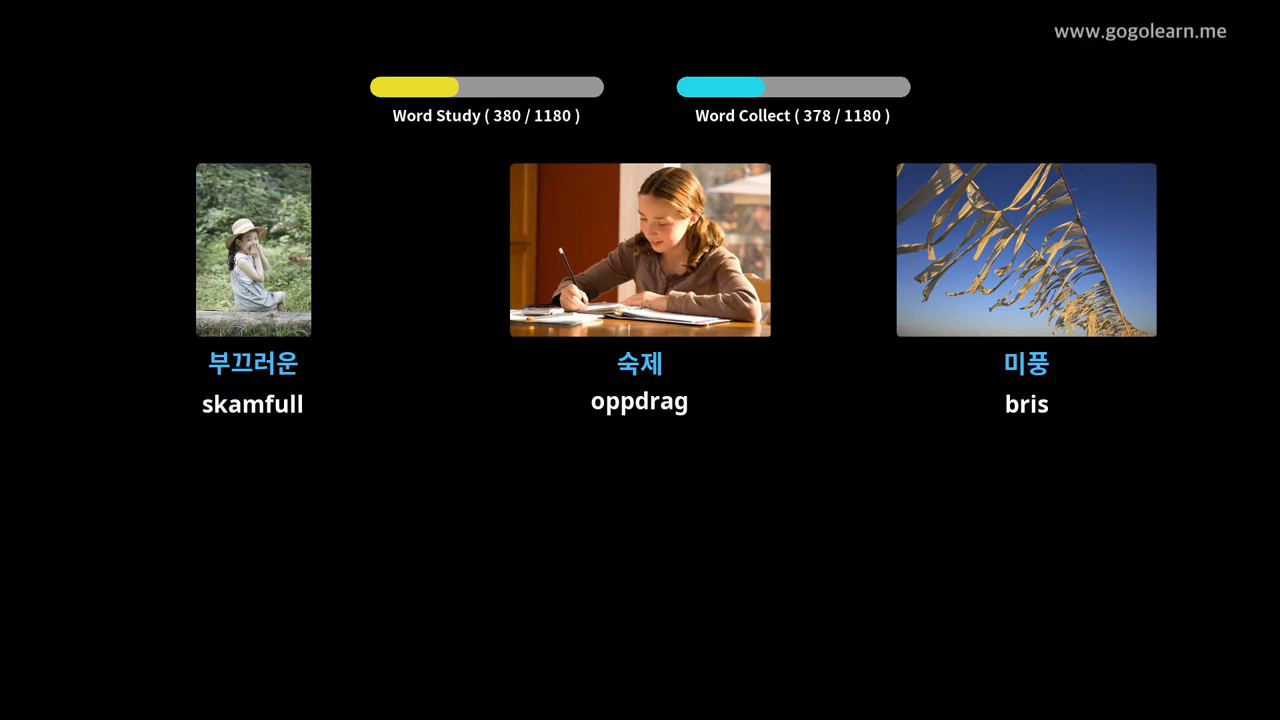 www.gogolearn.me
Word Study ( 380 / 1180 )
Word Collect ( 378 / 1180 )
부끄러운
숙제
미풍
skamfull
oppdrag
bris